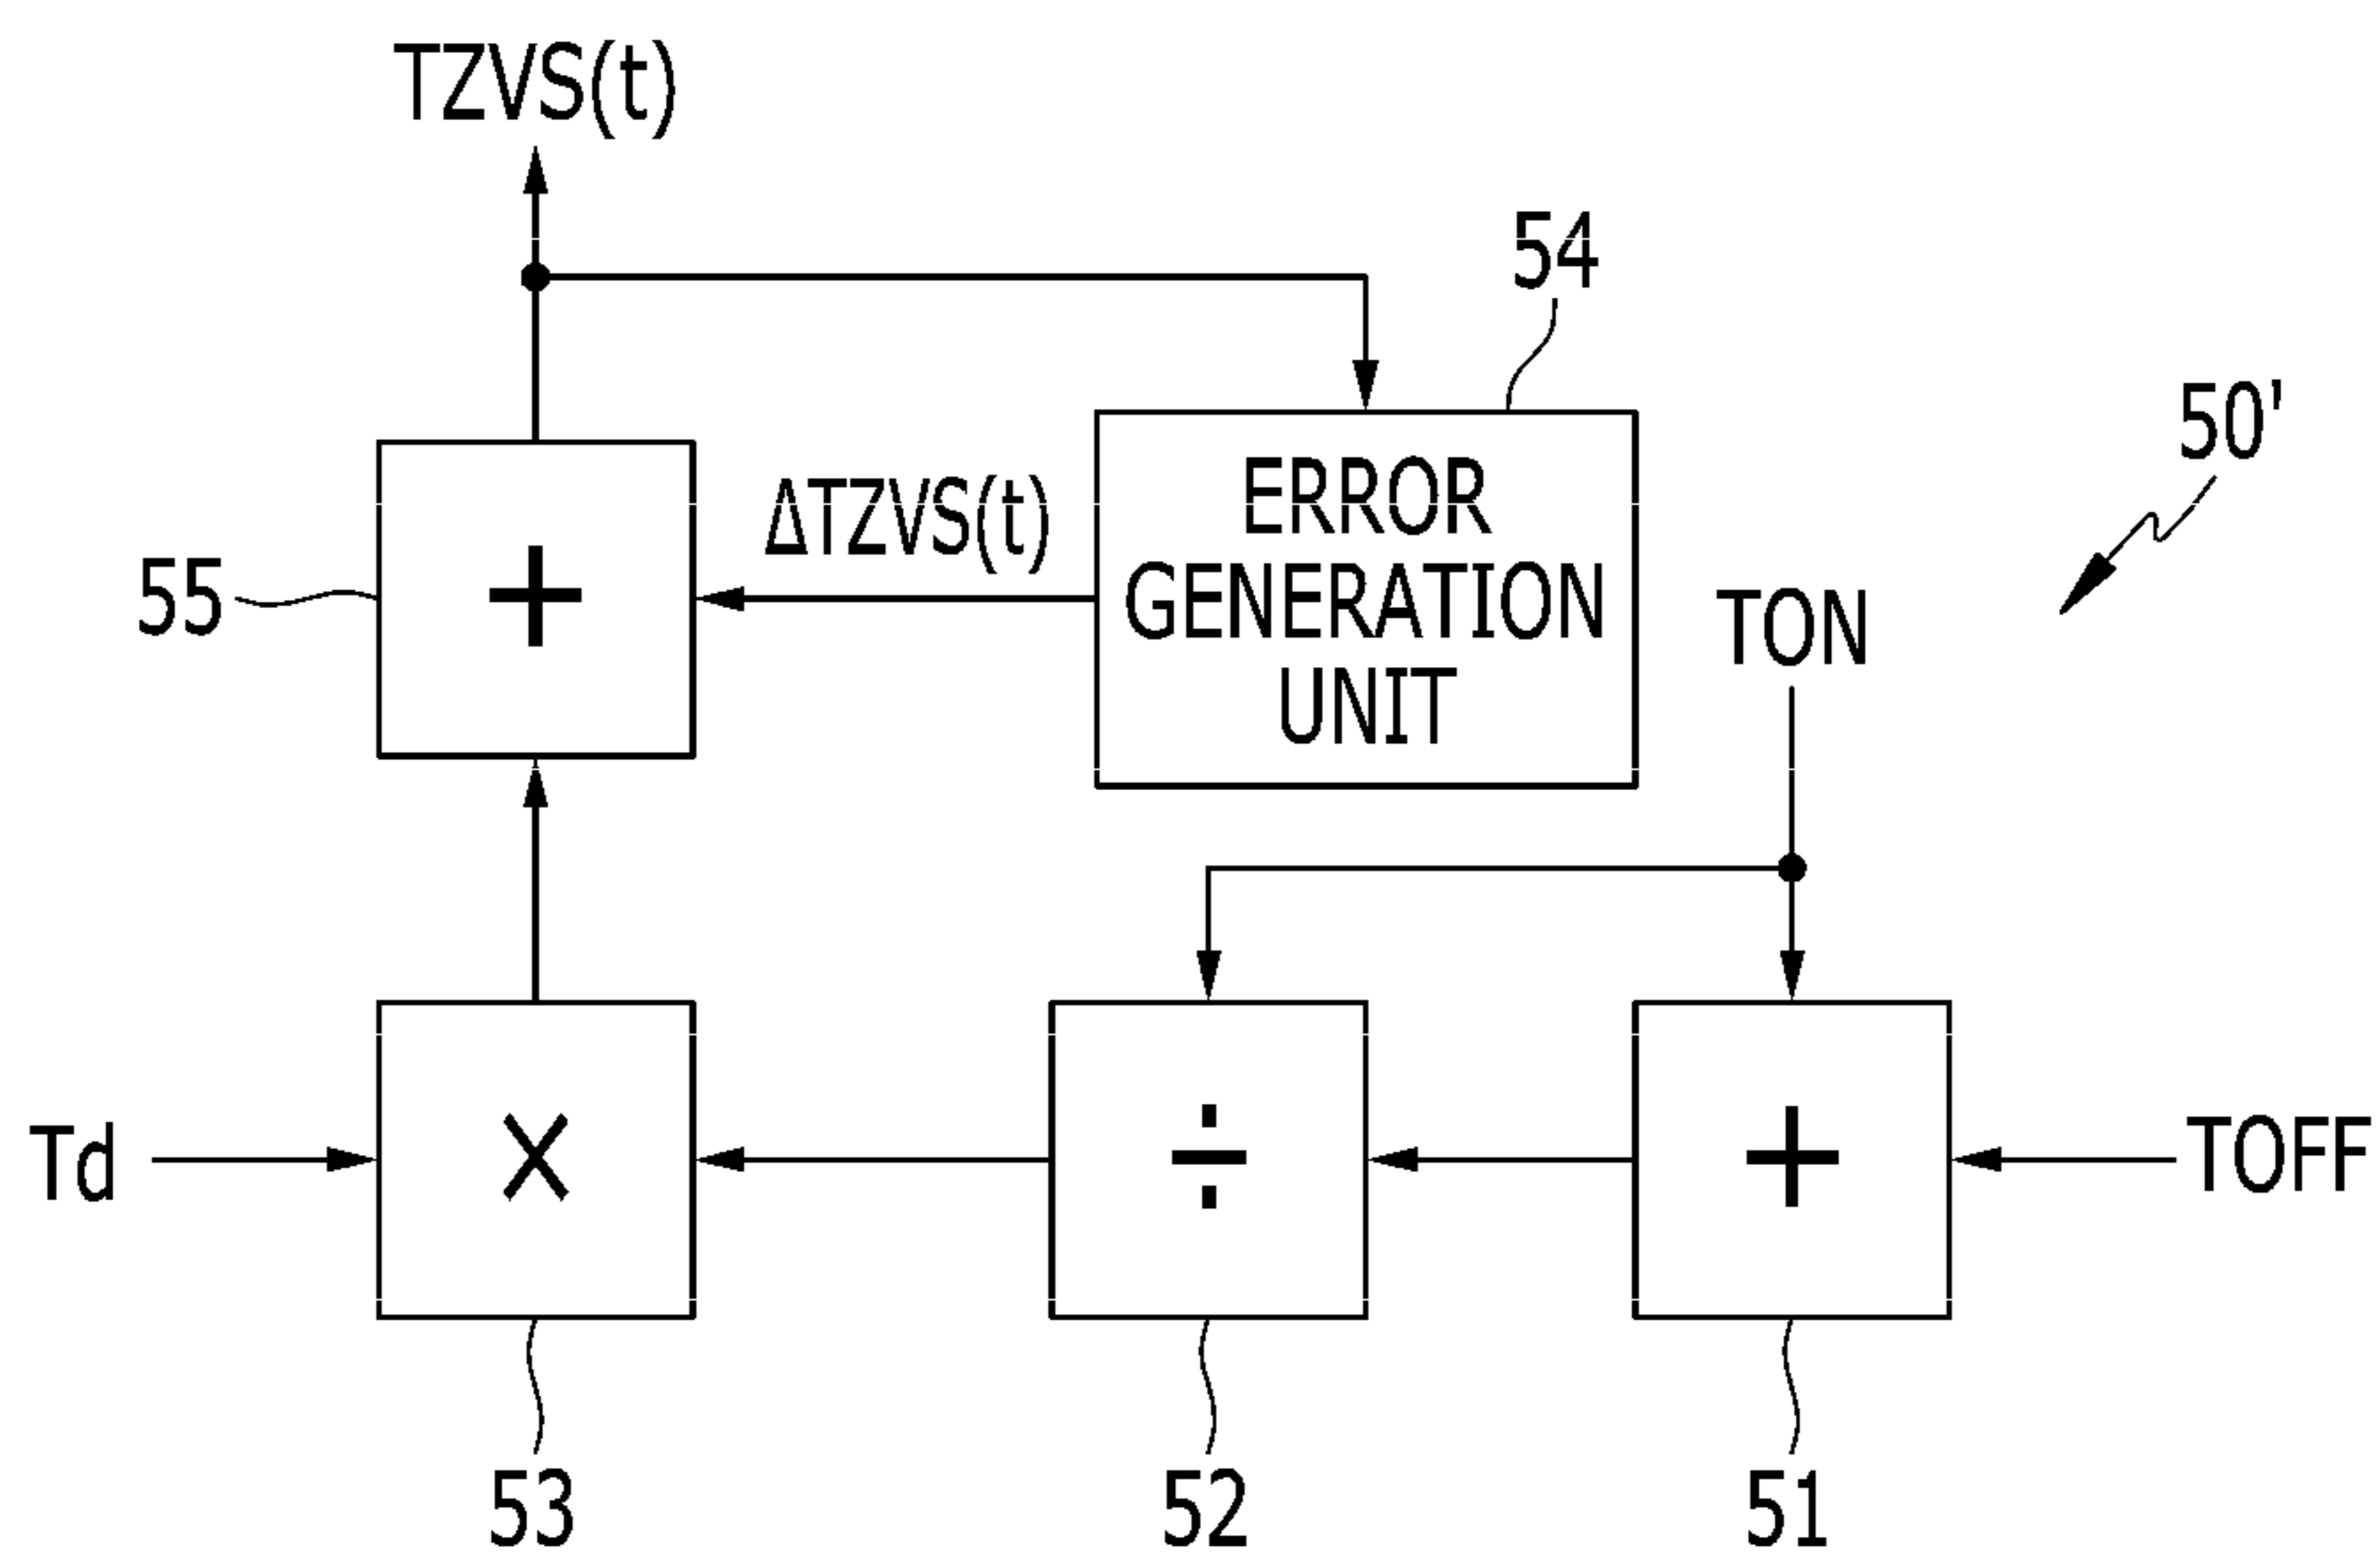 TZVS(t)
54
50'
ERROR
GENERATION
UNIT
ΔTZVS(t)
55
+
TON
Td
×
÷
+
TOFF
53
52
51